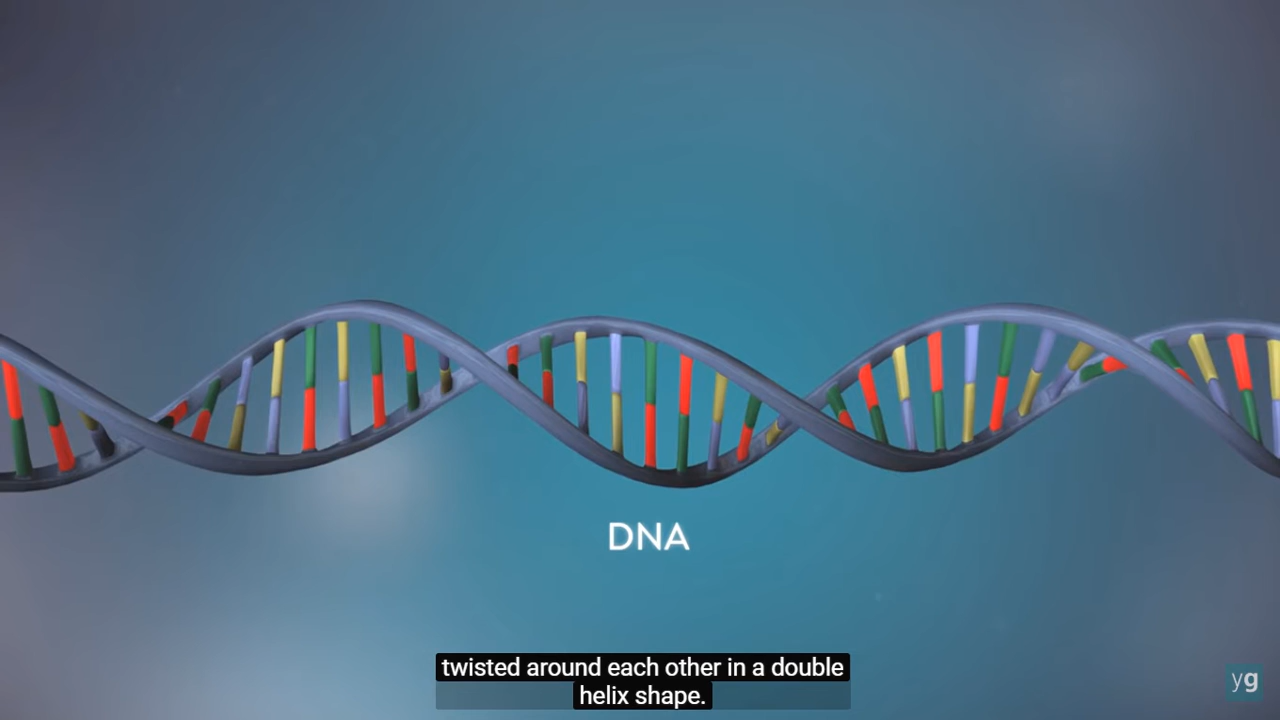 DNA
twisted around each other in a double
helix shape.
yg